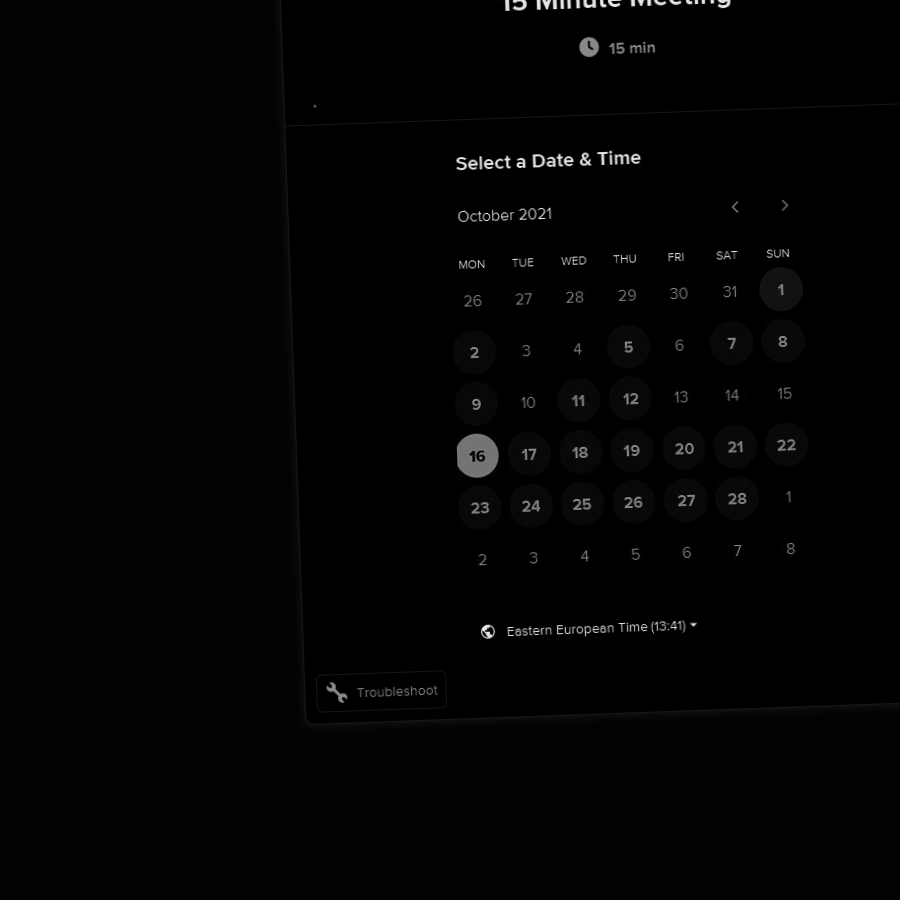 15 Minute Meeting
15 min
Select a Date & Time
October 2021
MON TUE WED THU FRI SAT SUN
26 27 28 29 30 31 1
2 3 4 5 6 7 8
9 10 11 12 13 14 15
16 17 18 19 20 21 22
23 24 25 26 27 28 1
2 3 4 5 6 7 8
Eastern European Time (13:41)
Troubleshoot